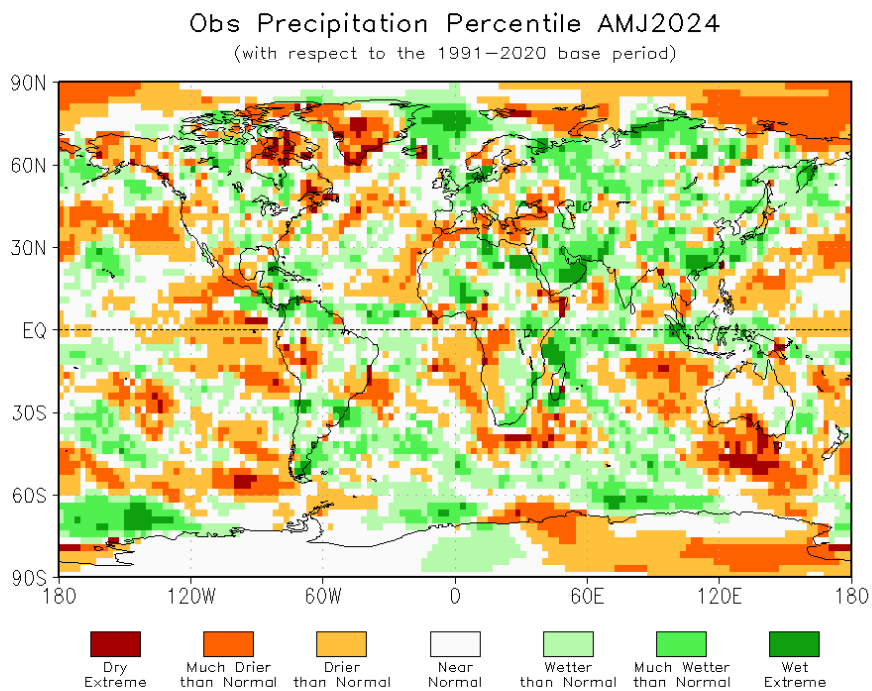 Obs Precipitation Percentile AMJ2024
(with respect to the 1991–2020 base period)
90N
60N
30N
EQ
30S
60S
90S
180 120W 60W 0 60E 120E 180
Dry Extreme
Much Drier than Normal
Drier than Normal
Near Normal
Wetter than Normal
Much Wetter than Normal
Wet Extreme